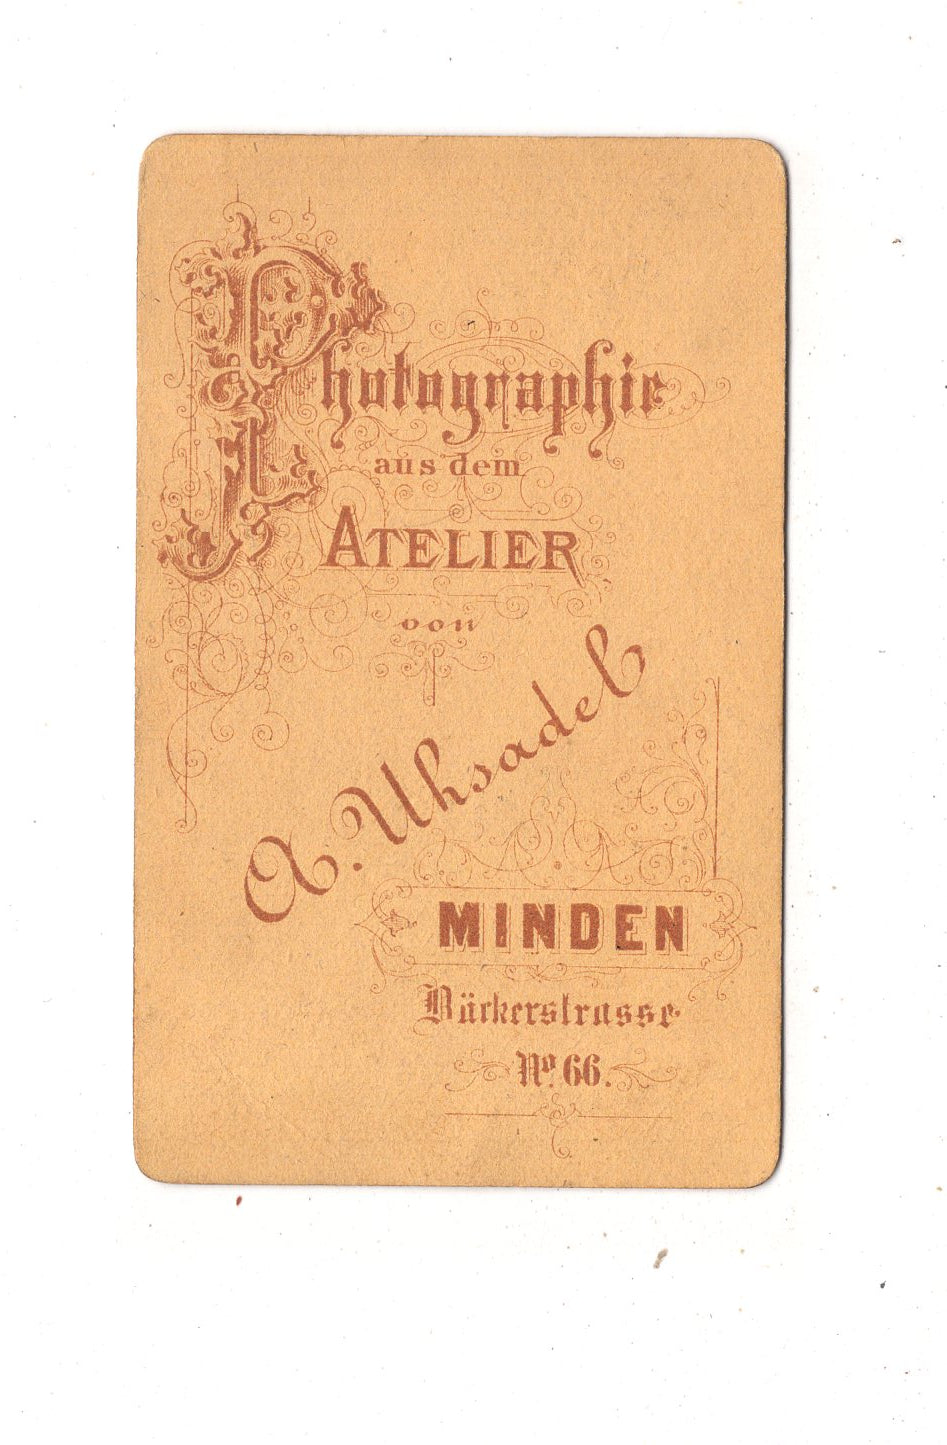 Photographie
aus dem
ATELIER
von
A. Uhsadel
MINDEN
Bäckerstrasse
No. 66.